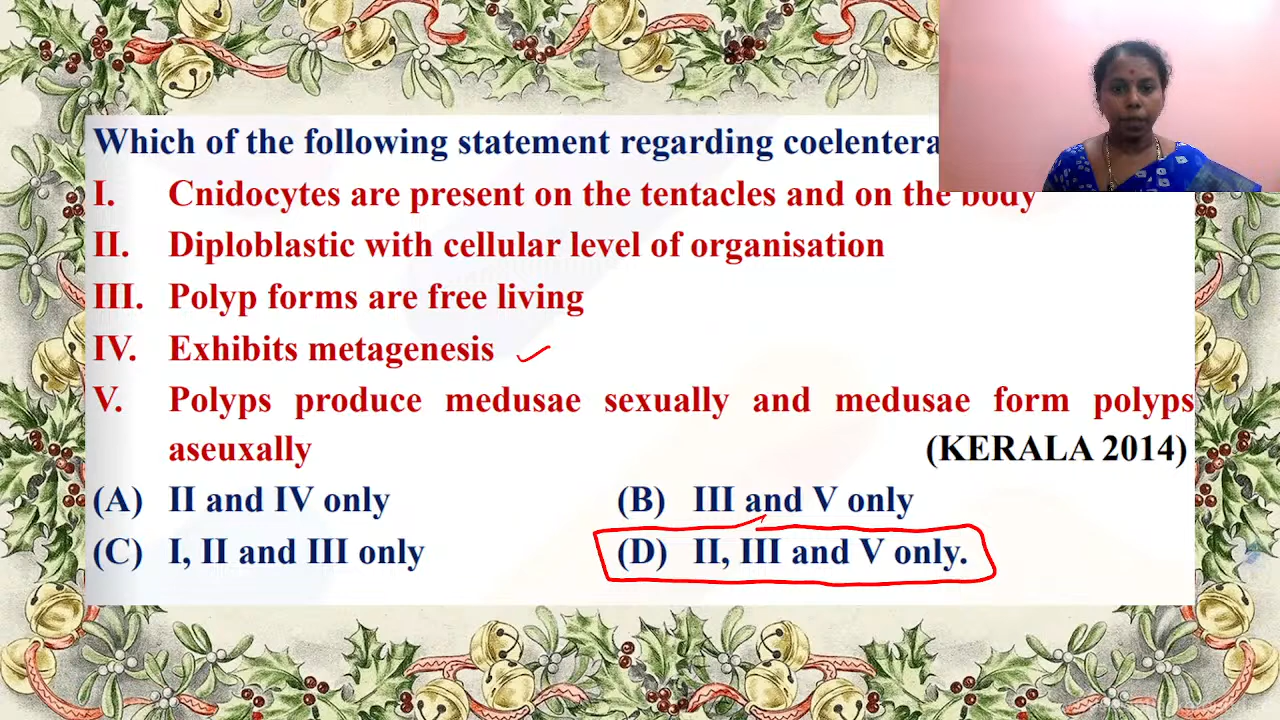 Which of the following statement regarding coelentera
I. Cnidocytes are present on the tentacles and on the body
II. Diploblastic with cellular level of organisation
III. Polyp forms are free living
IV. Exhibits metagenesis
V. Polyps produce medusae sexually and medusae form polyps
aseuxally (KERALA 2014)
(A) II and IV only (B) III and V only
(C) I, II and III only (D) II, III and V only.